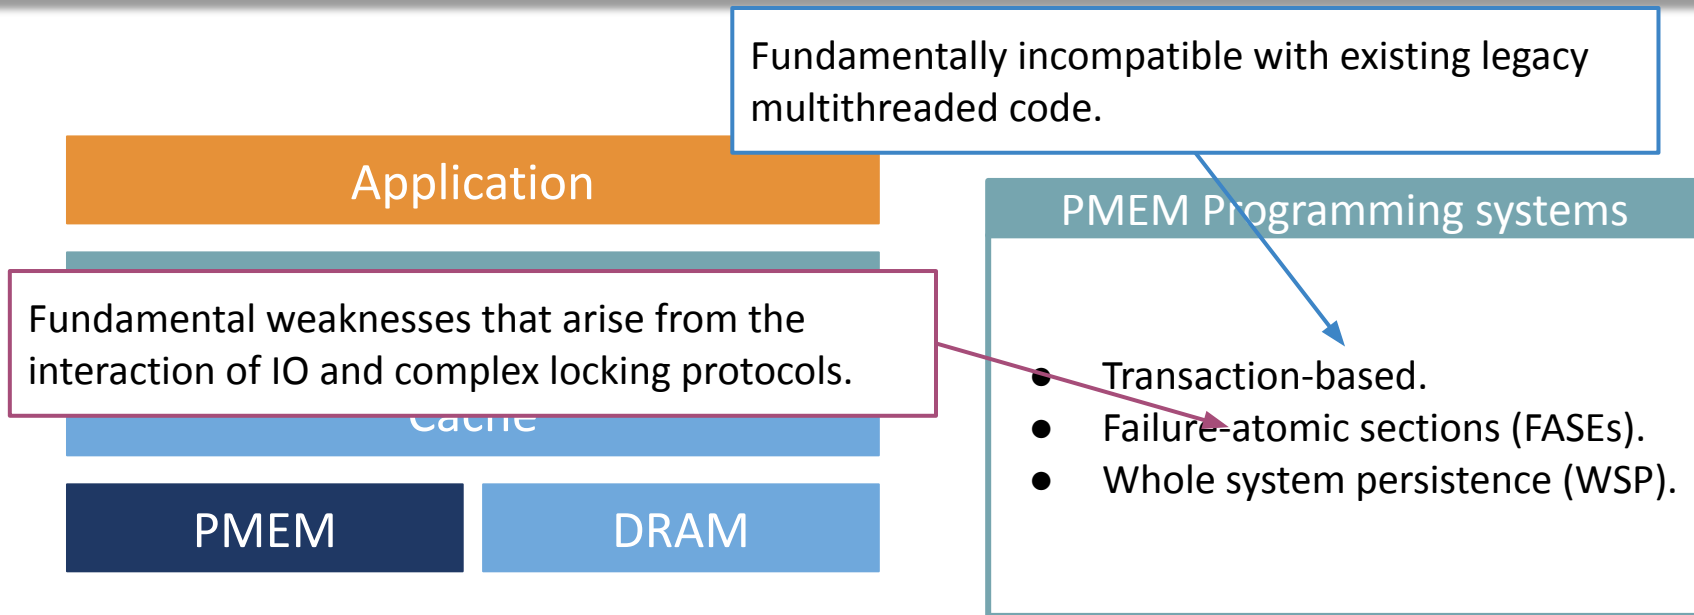 Fundamentally incompatible with existing legacy
multithreaded code.
Application
PMEM Programming systems
Fundamental weaknesses that arise from the
interaction of IO and complex locking protocols.
Cache
● Transaction-based.
● Failure-atomic sections (FASEs).
● Whole system persistence (WSP).
PMEM
DRAM